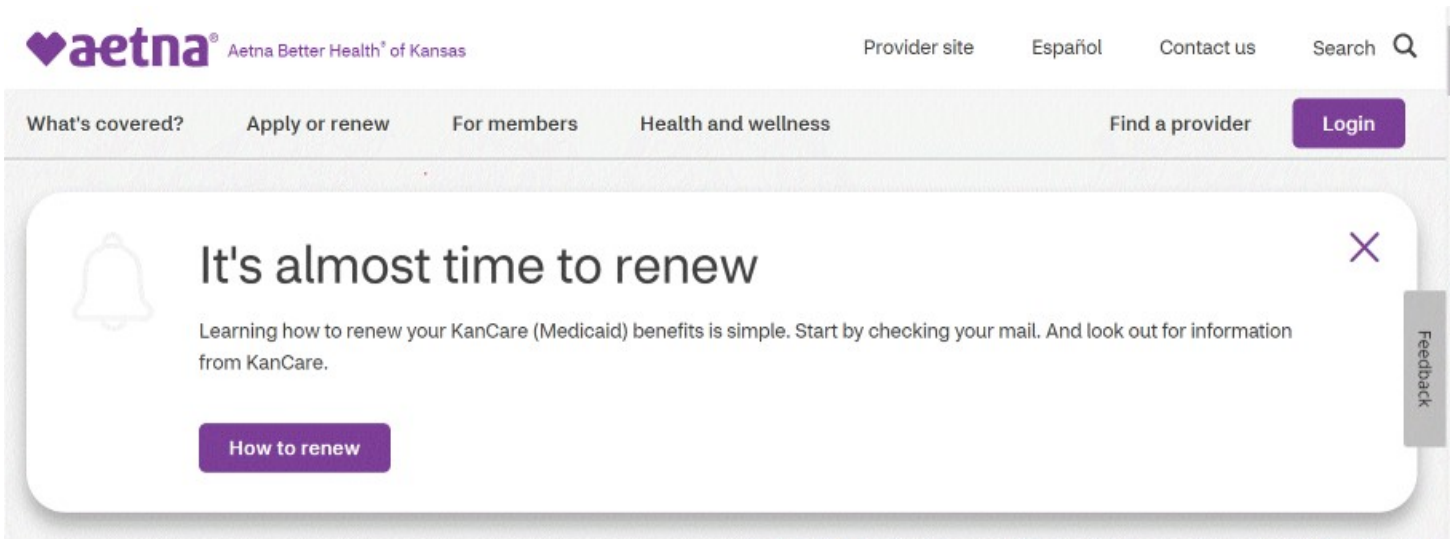 aetna® Aetna Better Health® of Kansas
Provider site Español Contact us Search
What's covered? Apply or renew For members Health and wellness Find a provider Login
It's almost time to renew
Learning how to renew your KanCare (Medicaid) benefits is simple. Start by checking your mail. And look out for information
from KanCare.
How to renew
Feedback